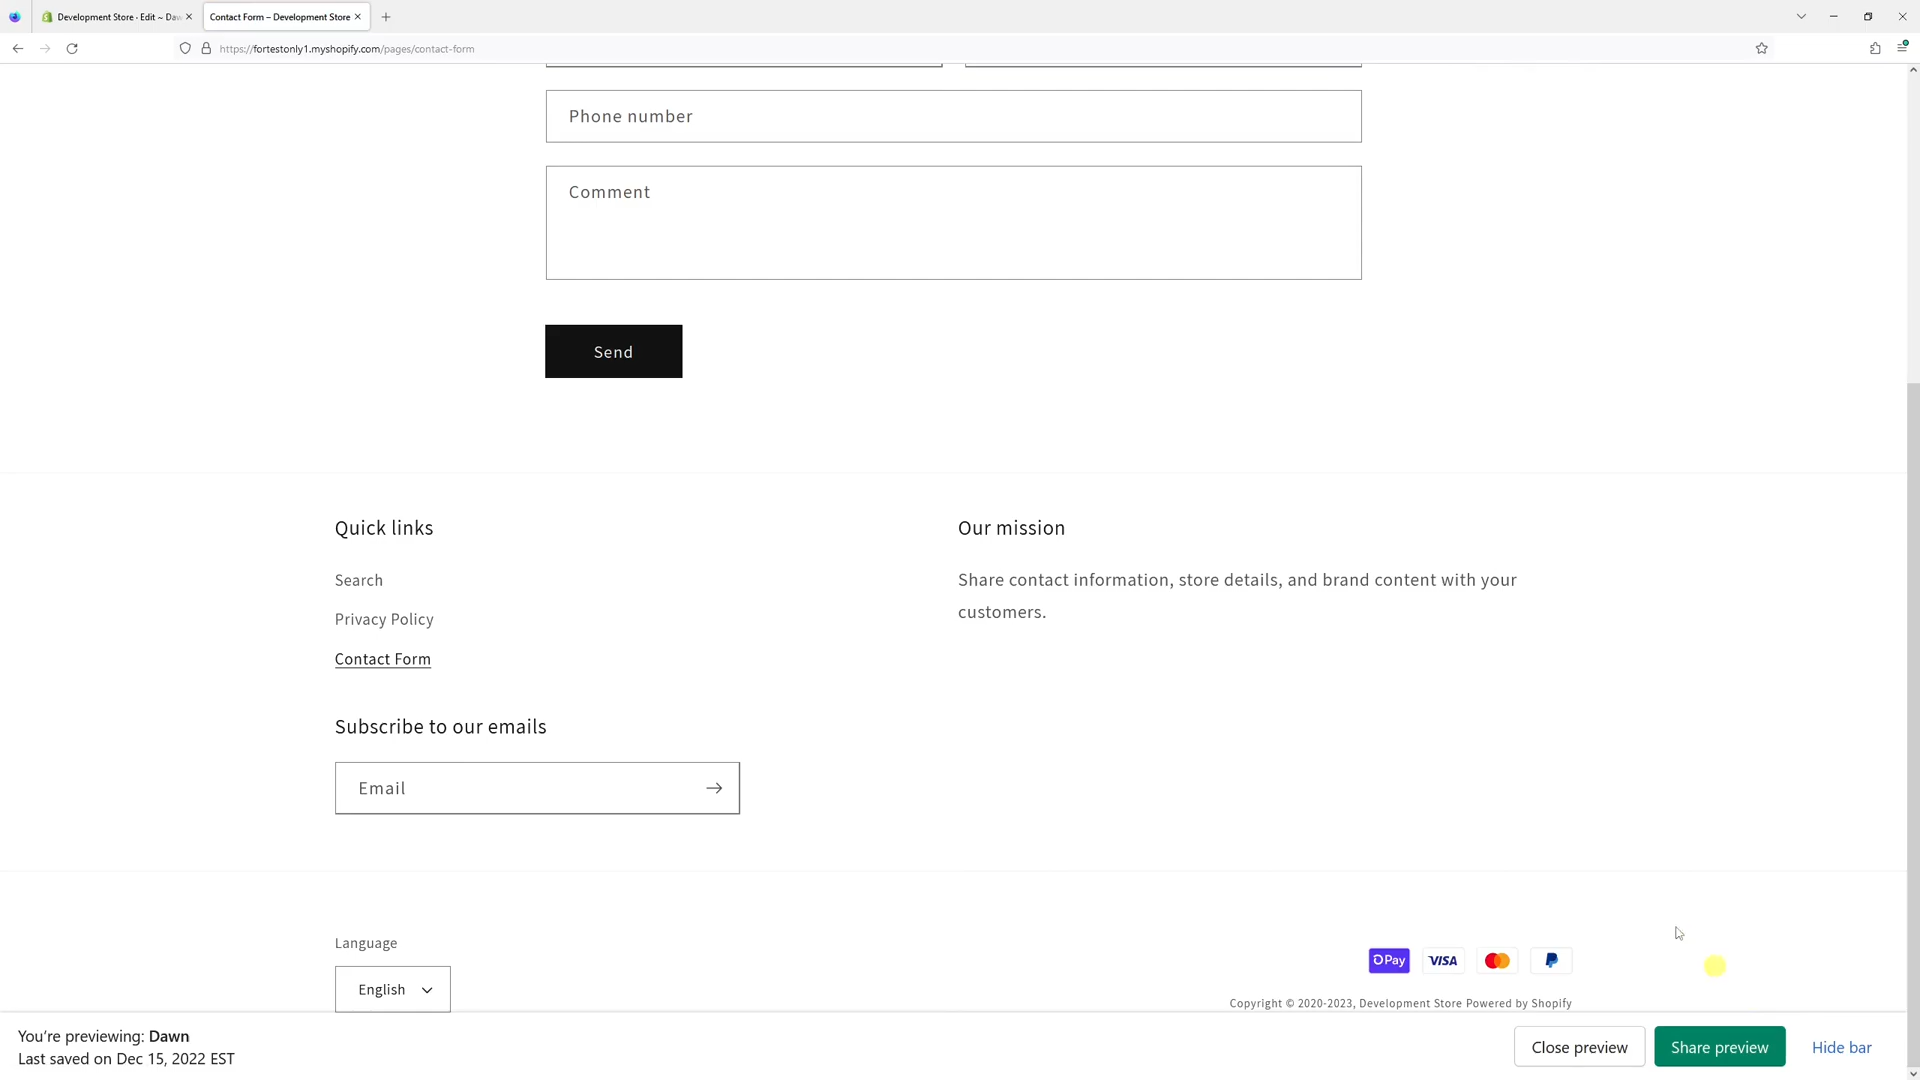 Development Store · Edit ~ Daw
Contact Form – Development Store
https://fortestonly1.myshopify.com/pages/contact-form
Phone number
Comment
Send
Quick links
Our mission
Search
Share contact information, store details, and brand content with your
customers.
Privacy Policy
Contact Form
Subscribe to our emails
Email
Language
English
Pay
VISA
Copyright © 2020-2023, Development Store Powered by Shopify
You're previewing: Dawn
Last saved on Dec 15, 2022 EST
Close preview
Share preview
Hide bar